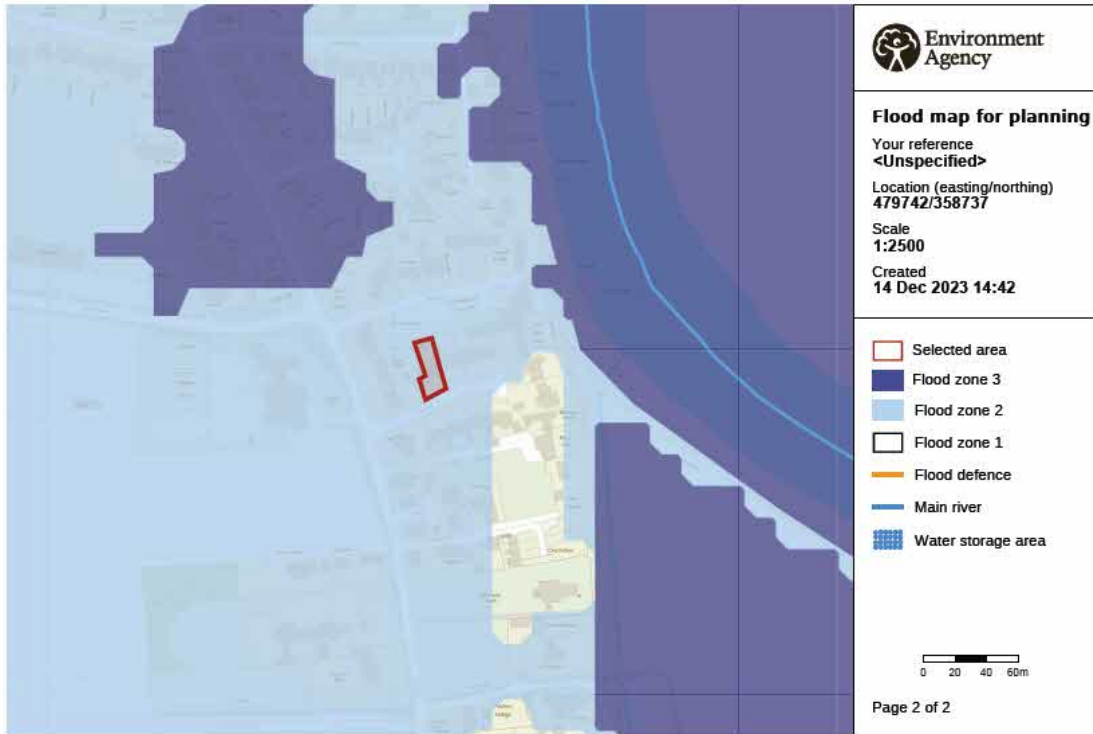 Environment
Agency
Flood map for planning
Your reference
<Unspecified>
Location (easting/northing)
479742/358737
Scale
1:2500
Created
14 Dec 2023 14:42
Selected area
Flood zone 3
Flood zone 2
Flood zone 1
Flood defence
Main river
Water storage area
0 20 40 60m
Page 2 of 2